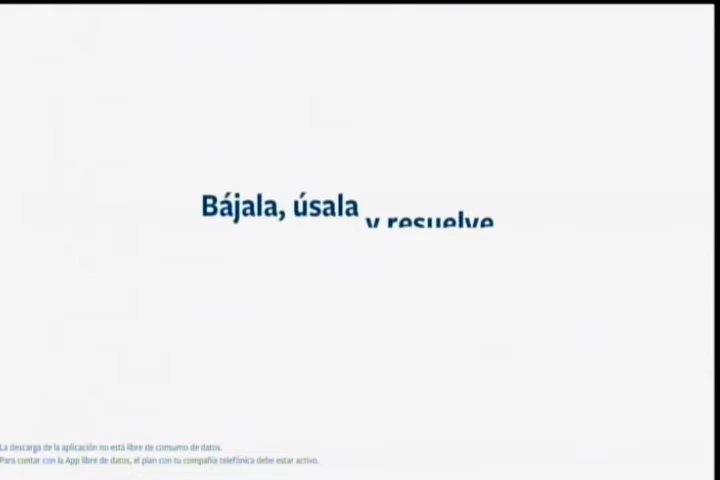 Bájala, úsala y resuelve
La descarga de la aplicación no está libre de consumo de datos.
Para contar con la App libre de datos, el plan con tu compañía telefónica debe estar activo.